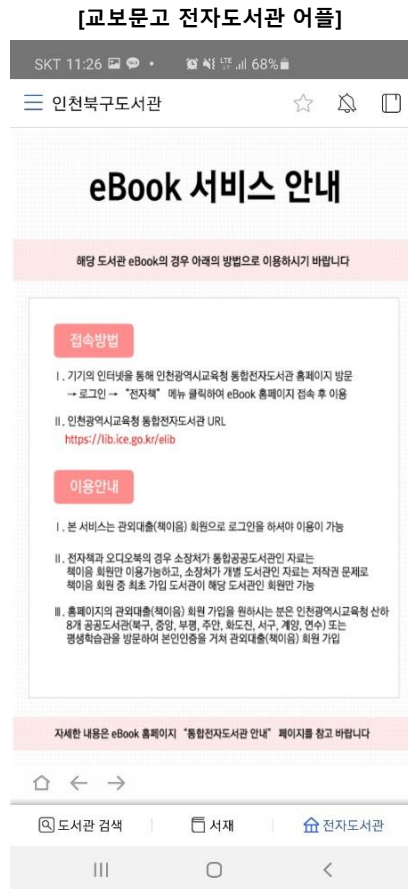 [교보문고 전자도서관 어플]
SKT 11:26 68%
인천북구도서관
eBook 서비스 안내
해당 도서관 eBook의 경우 아래의 방법으로 이용하시기 바랍니다
접속방법
Ⅰ. 기기의 인터넷을 통해 인천광역시교육청 통합전자도서관 홈페이지 방문
→ 로그인 → “전자책” 메뉴 클릭하여 eBook 홈페이지 접속 후 이용
Ⅱ. 인천광역시교육청 통합전자도서관 URL
https://lib.ice.go.kr/elib
이용안내
Ⅰ. 본 서비스는 관외대출(책이음) 회원으로 로그인을 하셔야 이용이 가능
Ⅱ. 전자책과 오디오북의 경우 소장처가 통합공공도서관인 자료는
책이음 회원만 이용가능하고, 소장처가 개별 도서관인 자료는 저작권 문제로
책이음 회원 중 최초 가입 도서관이 해당 도서관인 회원만 가능
Ⅲ. 홈페이지의 관외대출(책이음) 회원 가입을 원하시는 분은 인천광역시교육청 산하
8개 공공도서관(북구, 중앙, 부평, 주안, 화도진, 서구, 계양, 연수) 또는
평생학습관을 방문하여 본인인증을 거쳐 관외대출(책이음) 회원 가입
자세한 내용은 eBook 홈페이지 “통합전자도서관 안내” 페이지를 참고 바랍니다
도서관 검색 서재 전자도서관